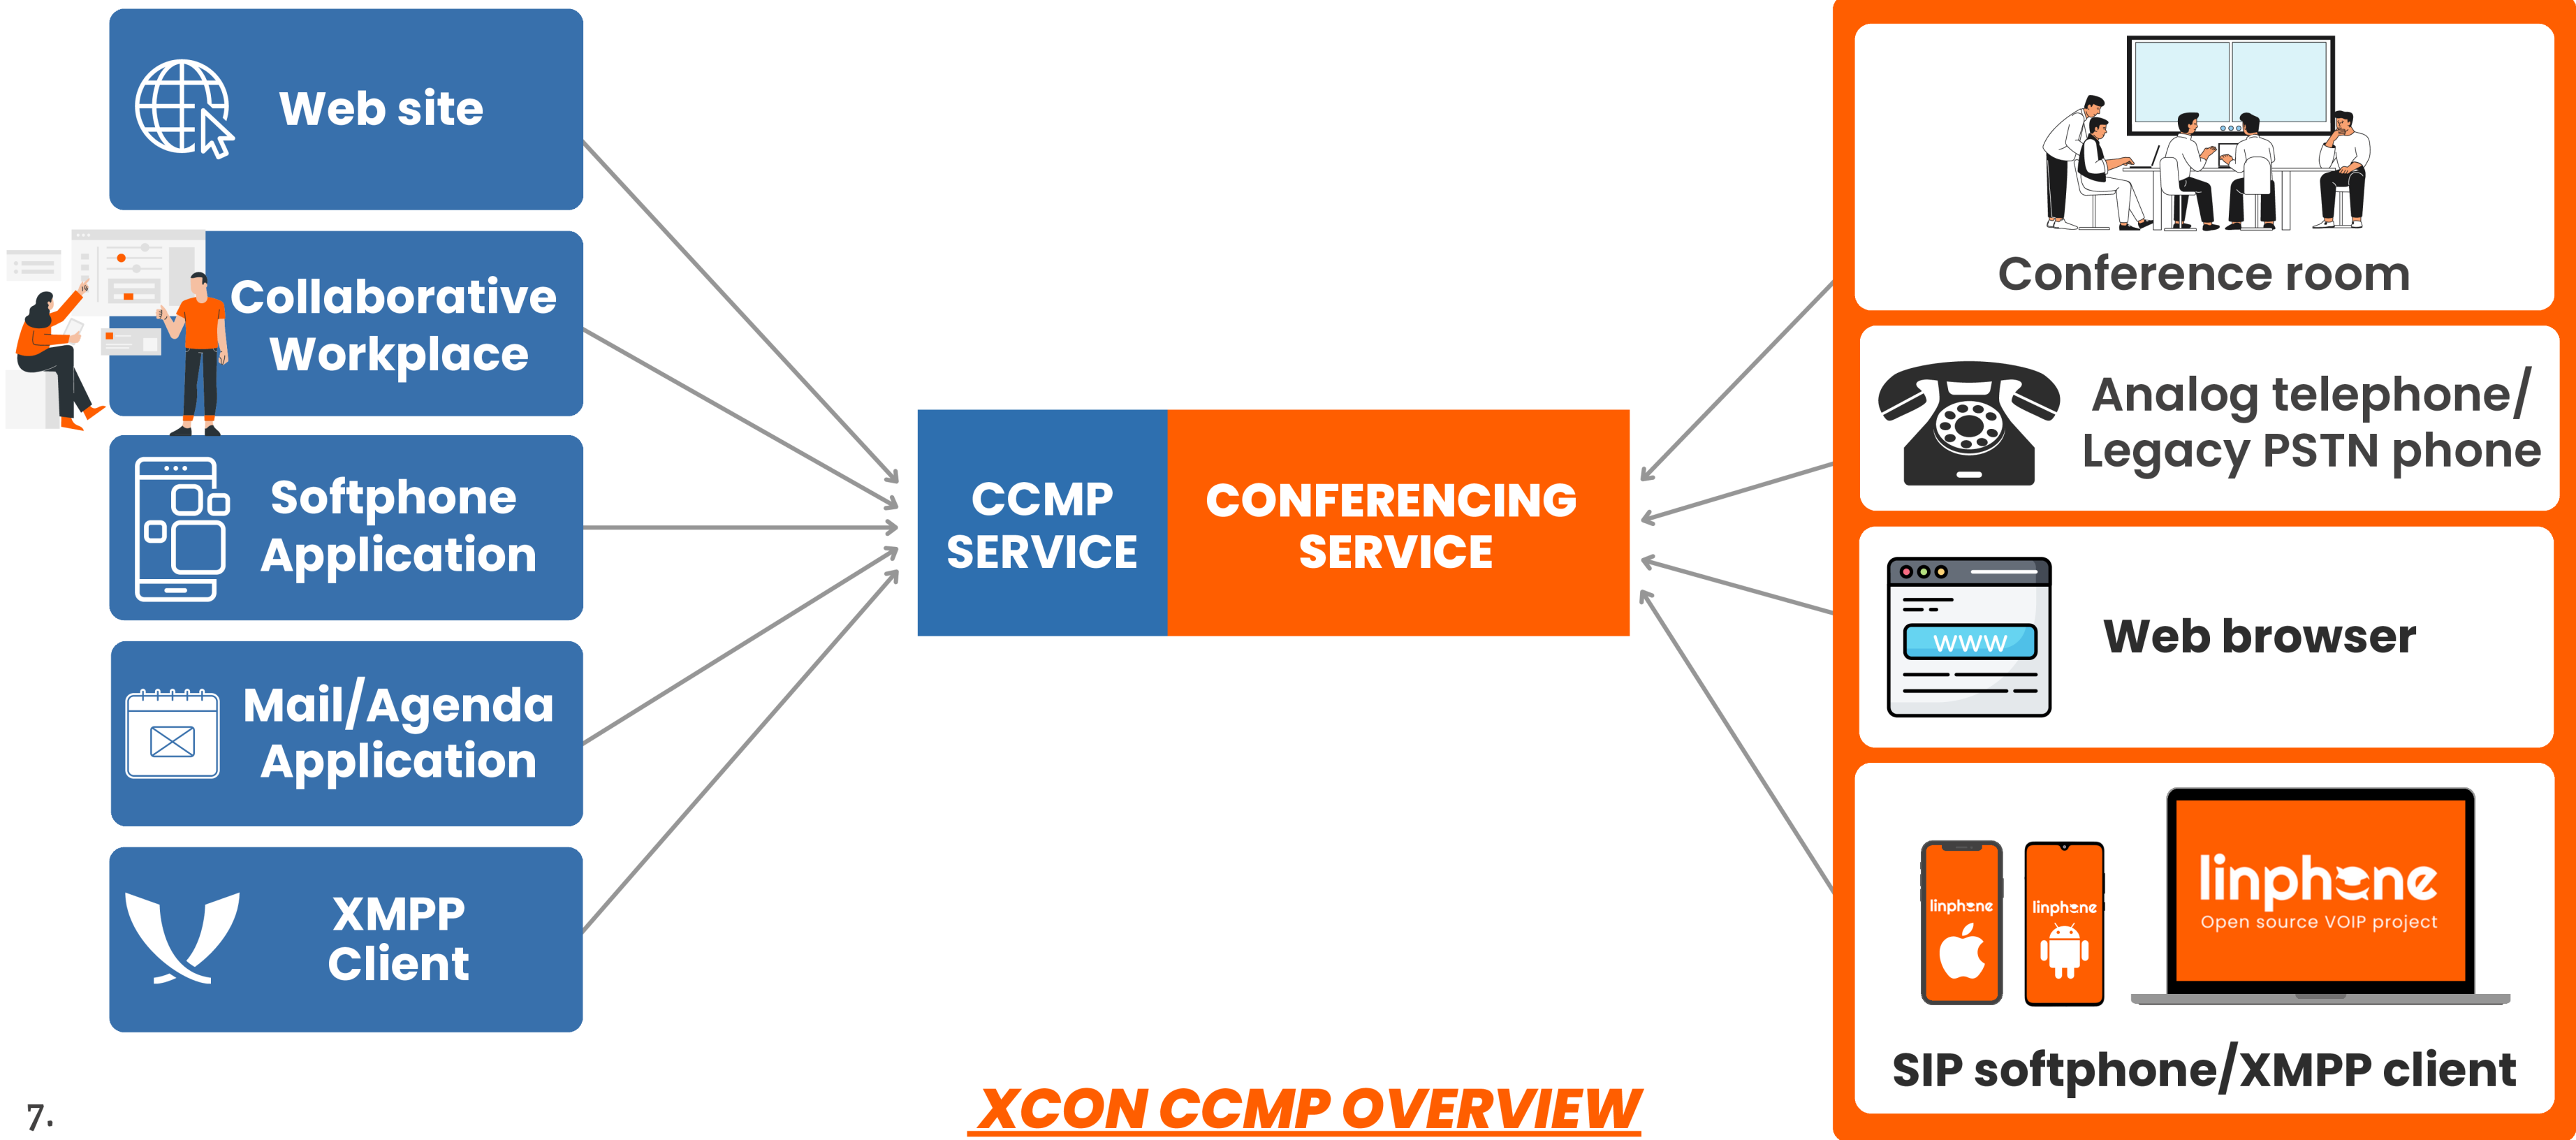 Web site
Collaborative
Workplace
Softphone
Application
Mail/Agenda
Application
XMPP
Client
CCMP
SERVICE
CONFERENCING
SERVICE
Conference room
Analog telephone/
Legacy PSTN phone
WWW
Web browser
linphone
linphone
linphone
Open source VOIP project
SIP softphone/XMPP client
XCON CCMP OVERVIEW
7.